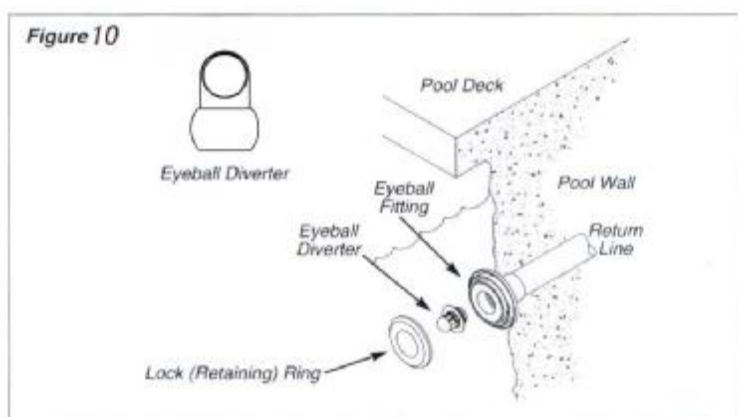 Figure 10
Eyeball Diverter
Pool Deck
Pool Wall
Eyeball
Fitting
Eyeball
Diverter
Return
Line
Lock (Retaining) Ring